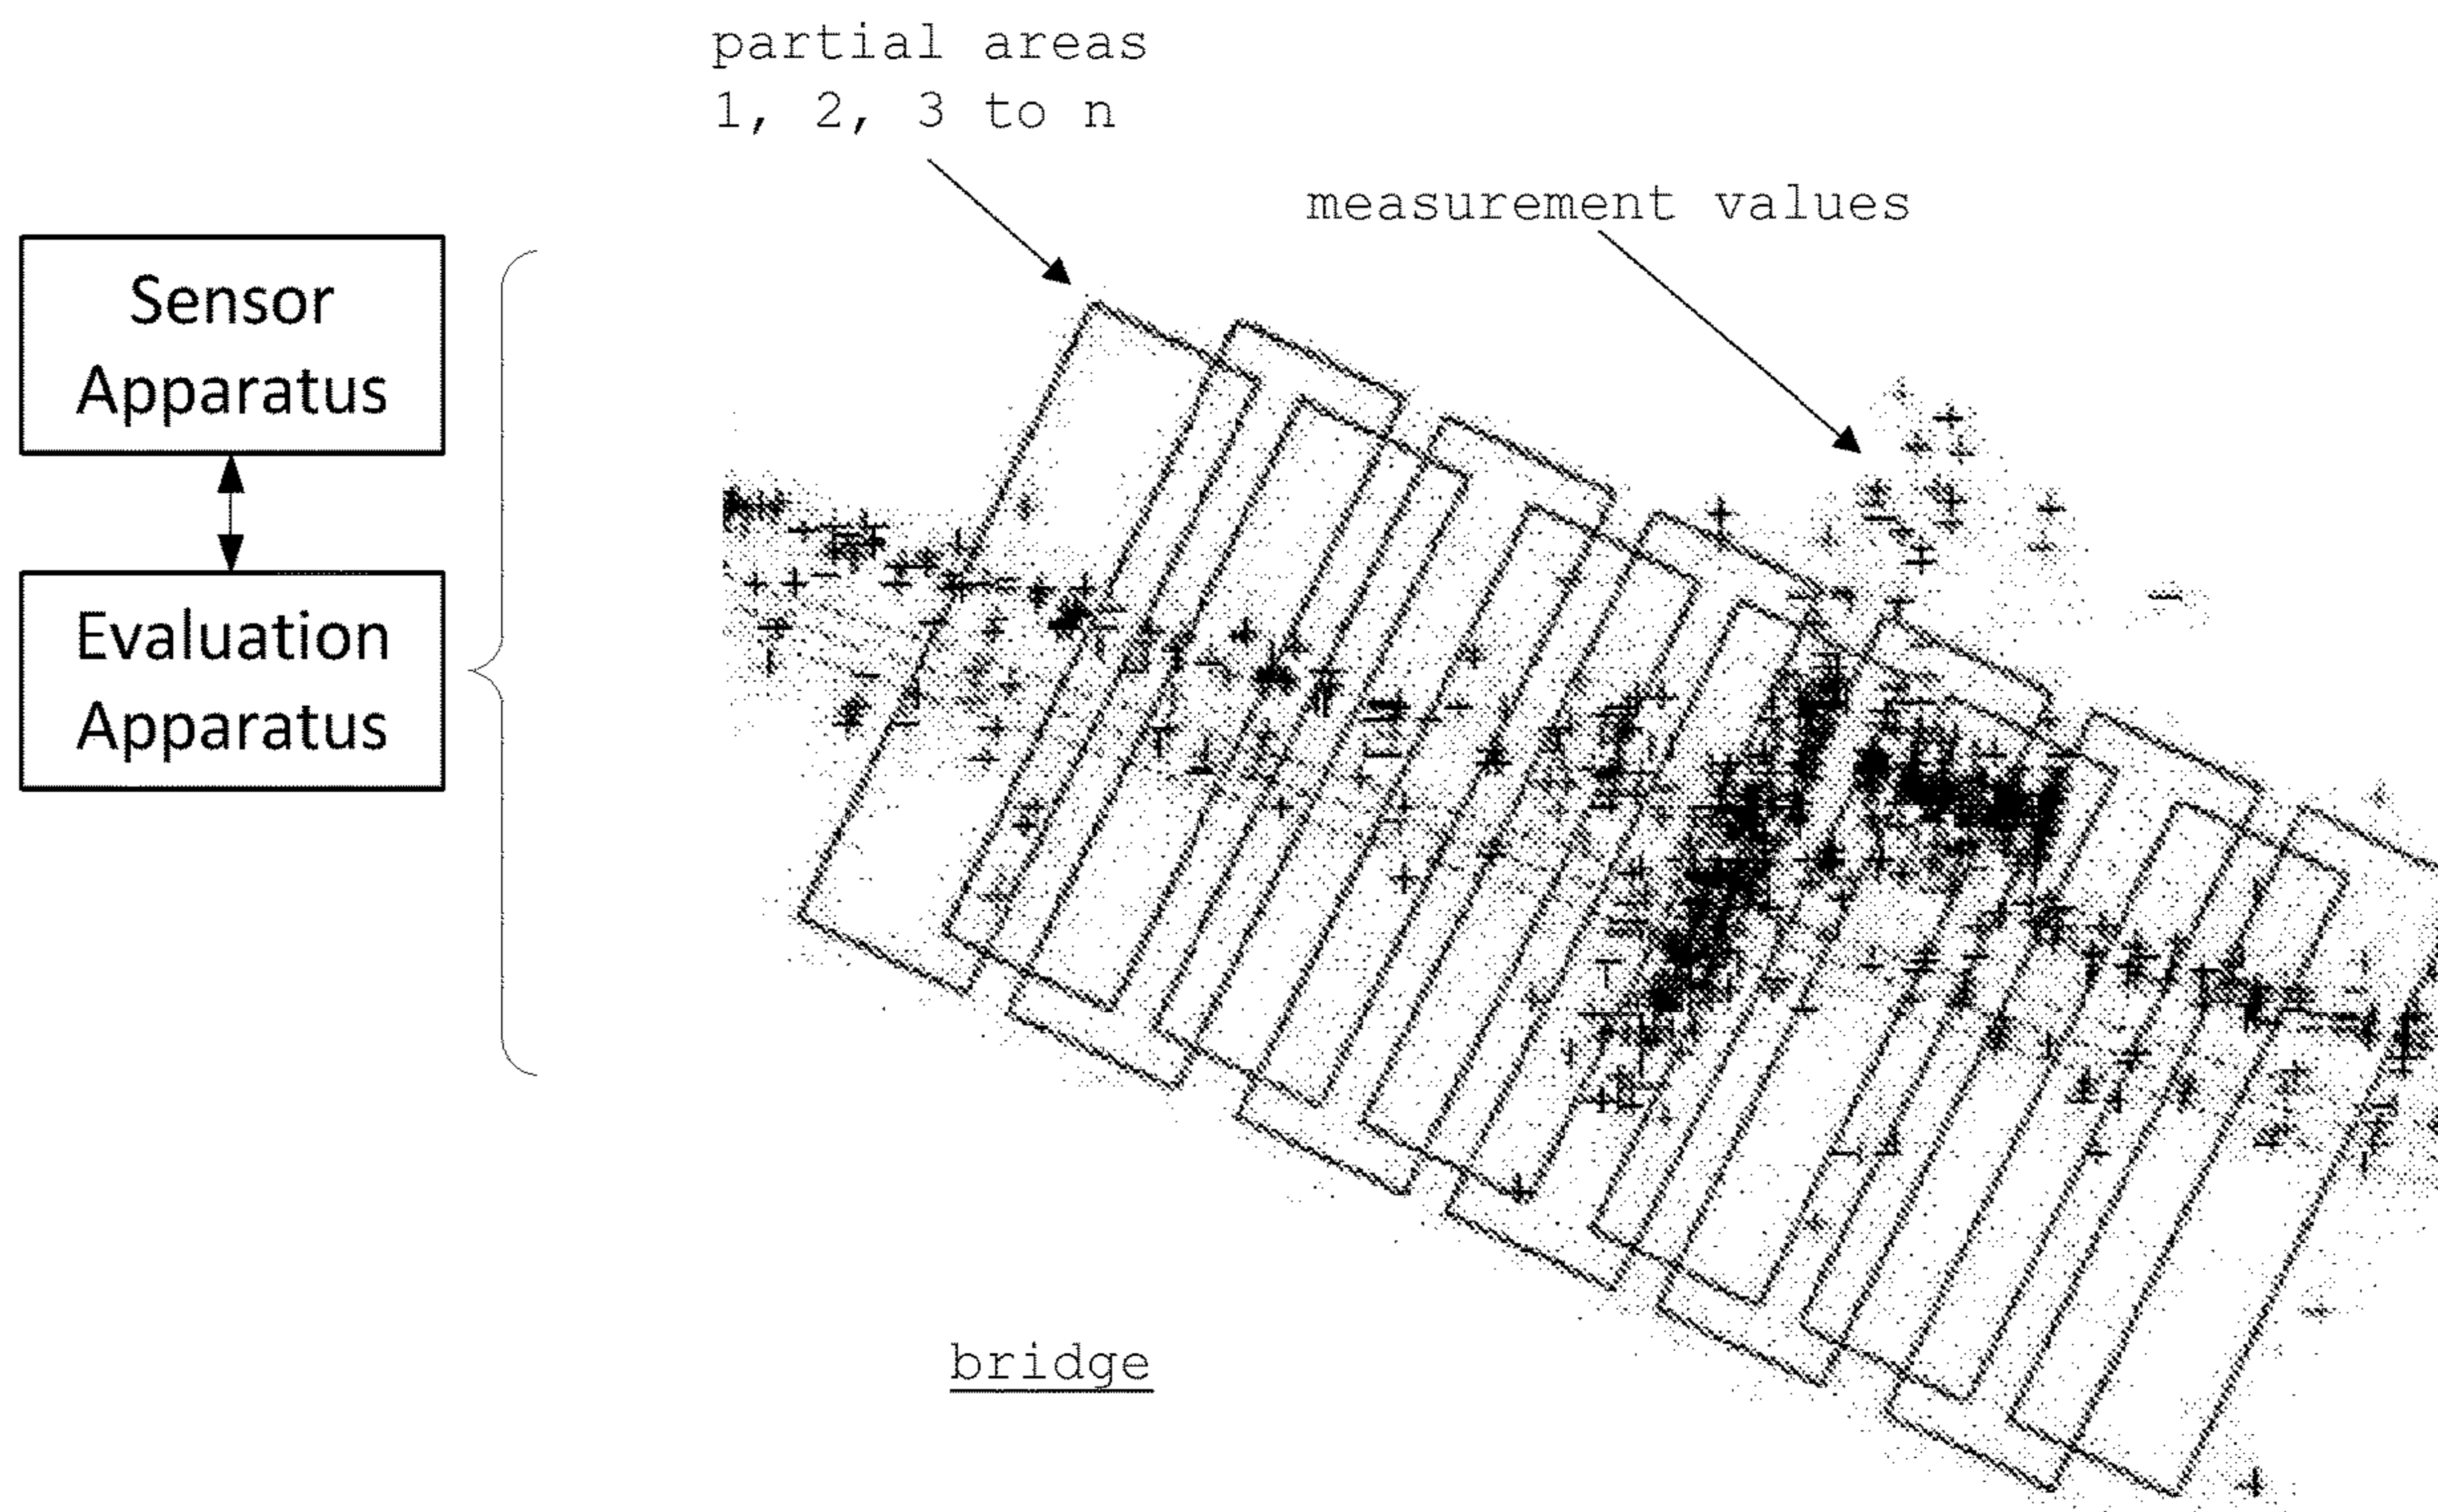 partial areas
1, 2, 3 to n
measurement values
Sensor
Apparatus
Evaluation
Apparatus
bridge